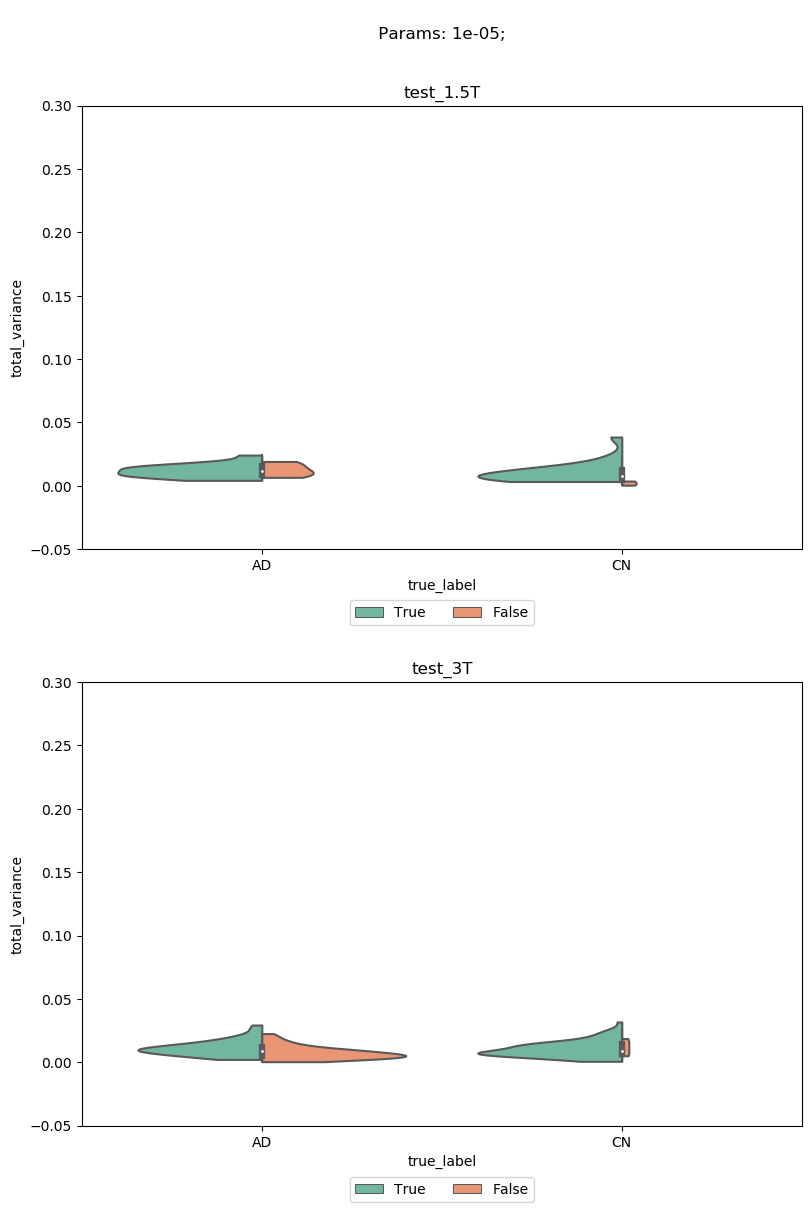 Params: 1e-05;
test_1.5T
0.30
0.25
0.20
0.15
0.10
0.05
0.00
−0.05
total_variance
AD CN
true_label
True False
test_3T
0.30
0.25
0.20
0.15
0.10
0.05
0.00
−0.05
total_variance
AD CN
true_label
True False